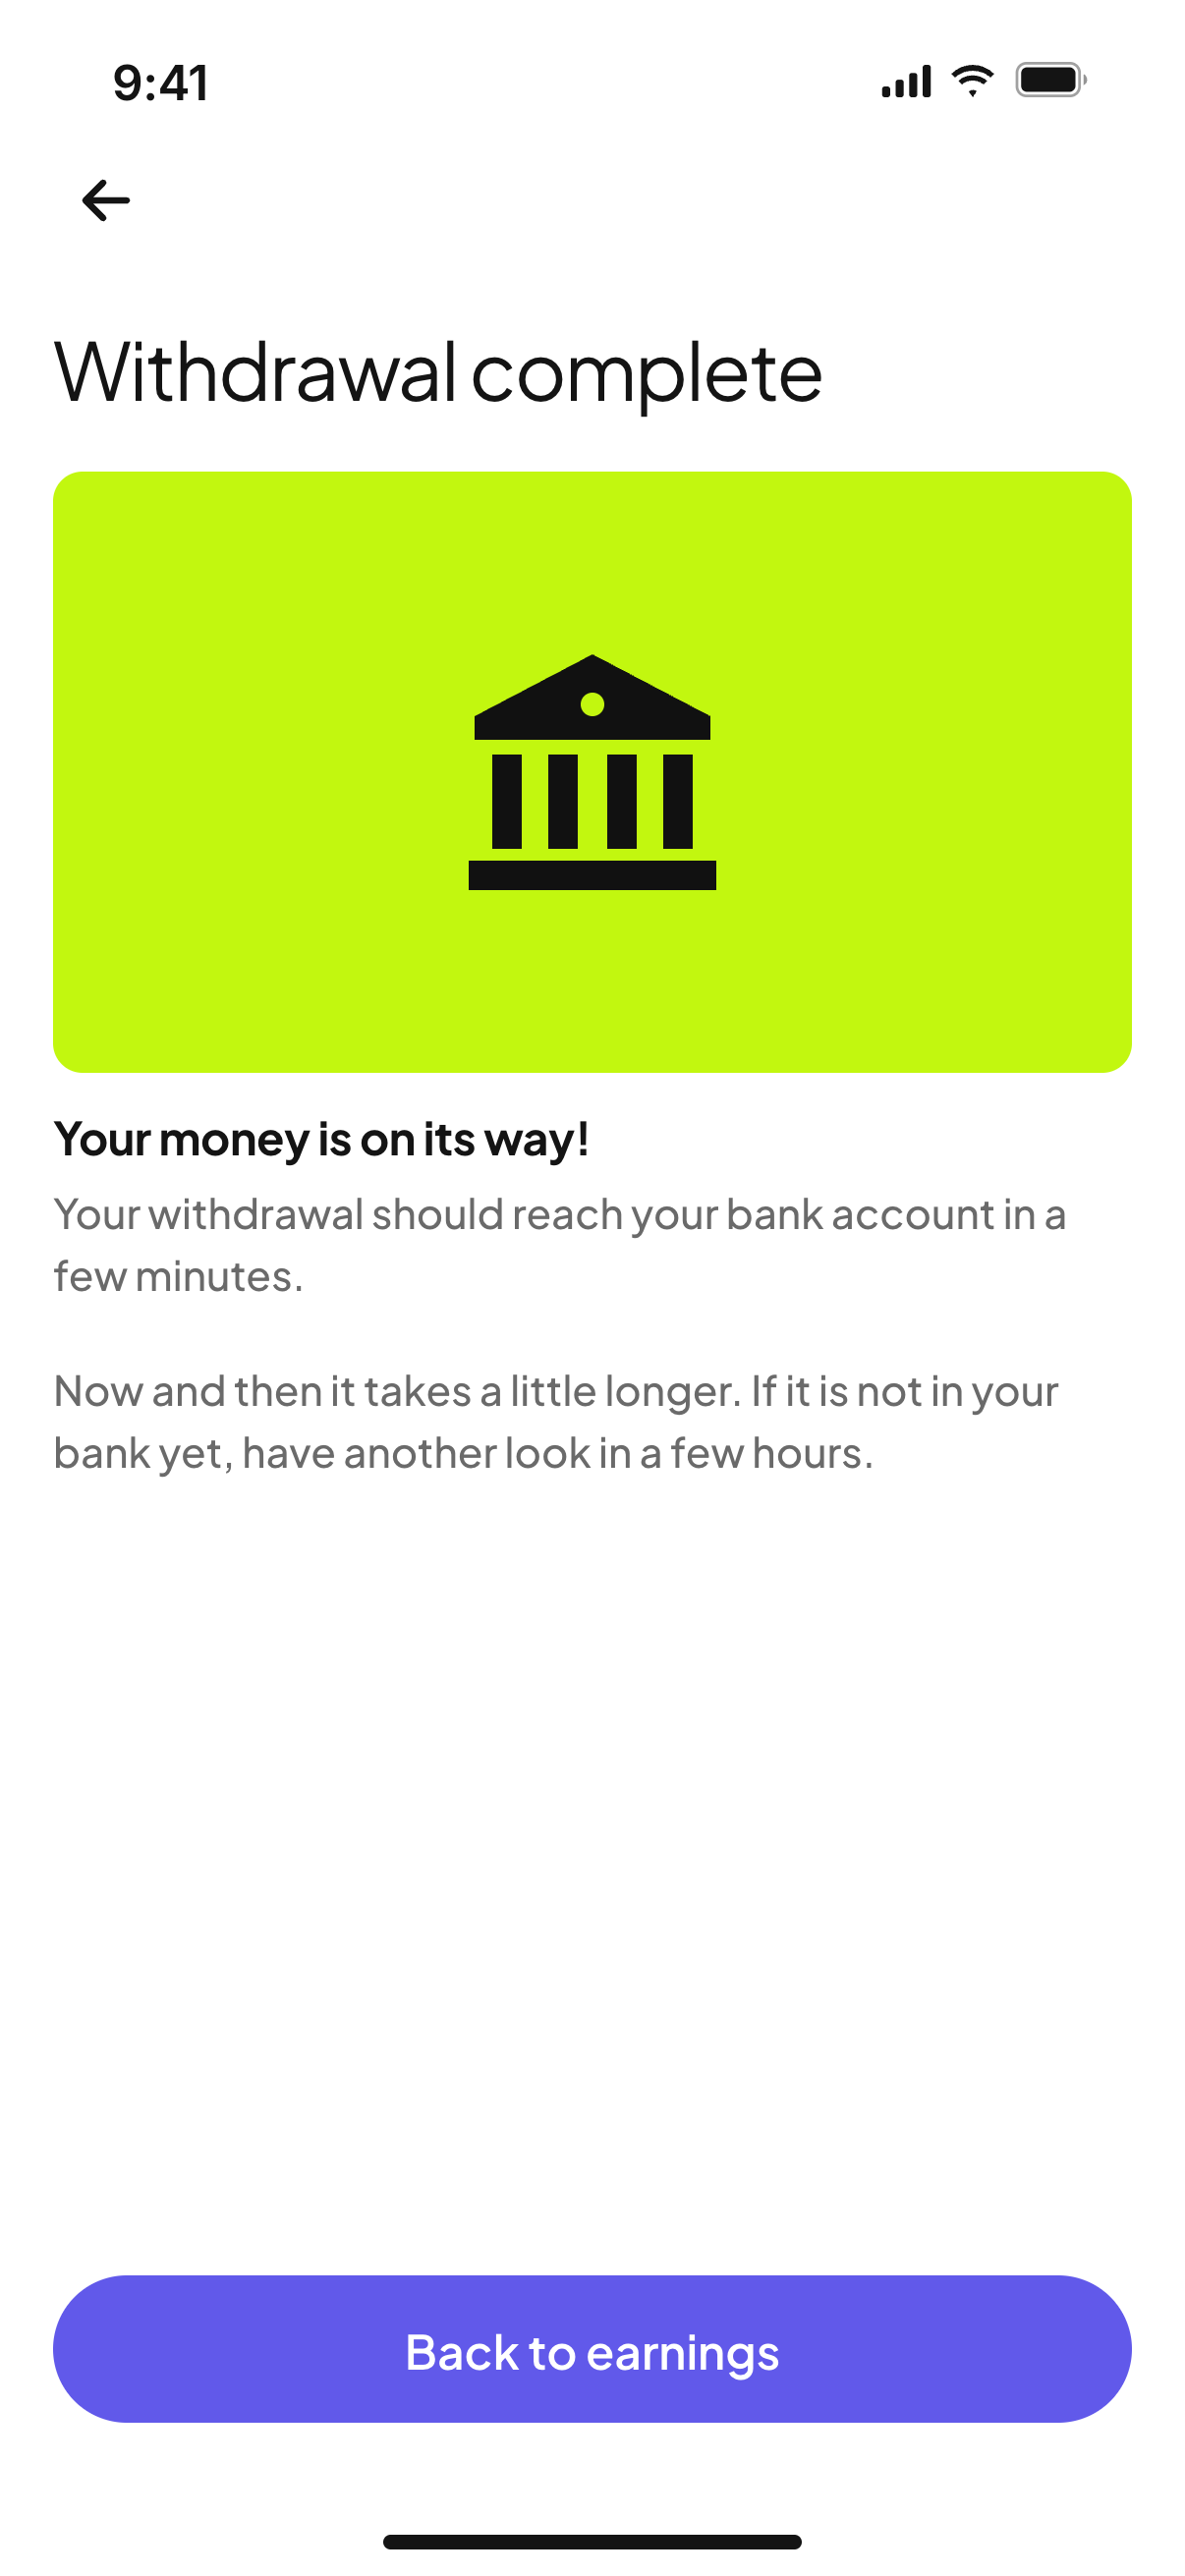 9:41
Withdrawal complete
Your money is on its way!
Your withdrawal should reach your bank account in a
few minutes.
Now and then it takes a little longer. If it is not in your
bank yet, have another look in a few hours.
Back to earnings